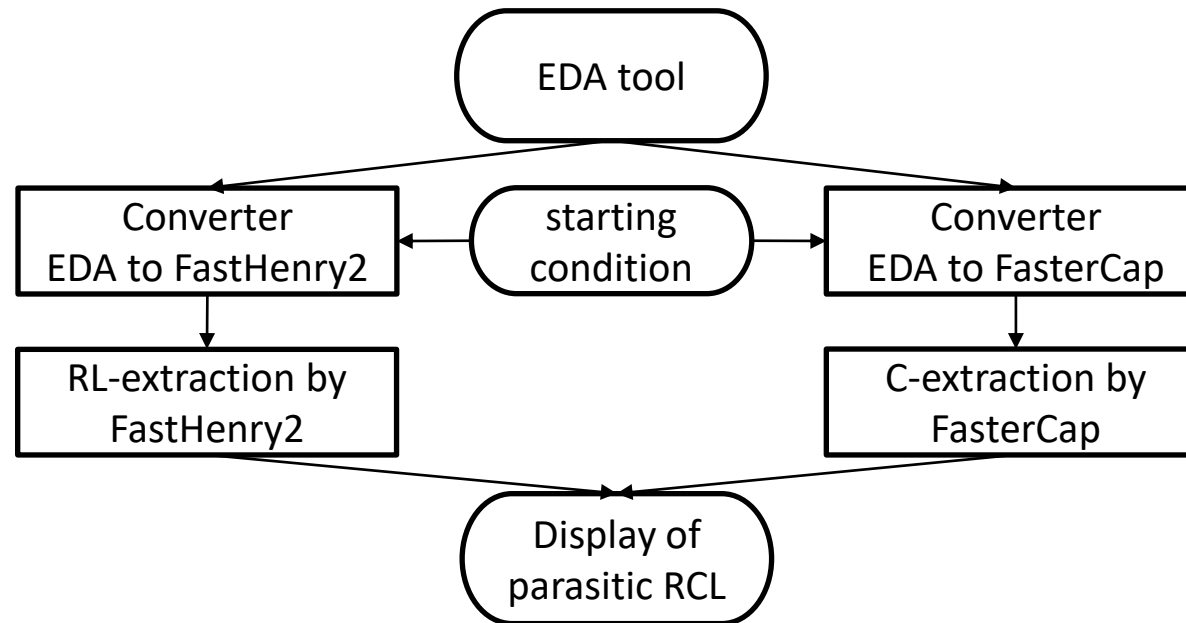 EDA tool
Converter
EDA to FastHenry2
starting
condition
Converter
EDA to FasterCap
RL-extraction by
FastHenry2
C-extraction by
FasterCap
Display of
parasitic RCL